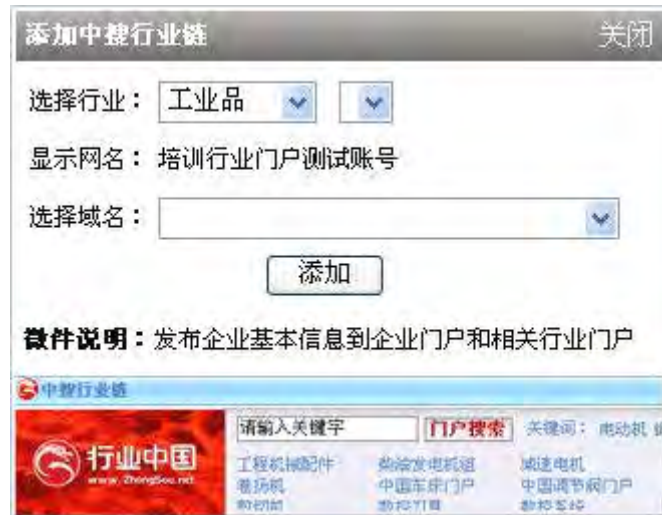 添加中搜行业链 关闭
选择行业： 工业品
显示网名： 培训行业门户测试账号
选择域名：
添加
微件说明：发布企业基本信息到企业门户和相关行业门户
中搜行业链
请输入关键字 门户搜索 关键词： 电动机
行业中国
www.ZhongSou.net
工程机械配件 柴油发电机组 减速电机
卷扬机 中国车床门户 中国调节阀门户